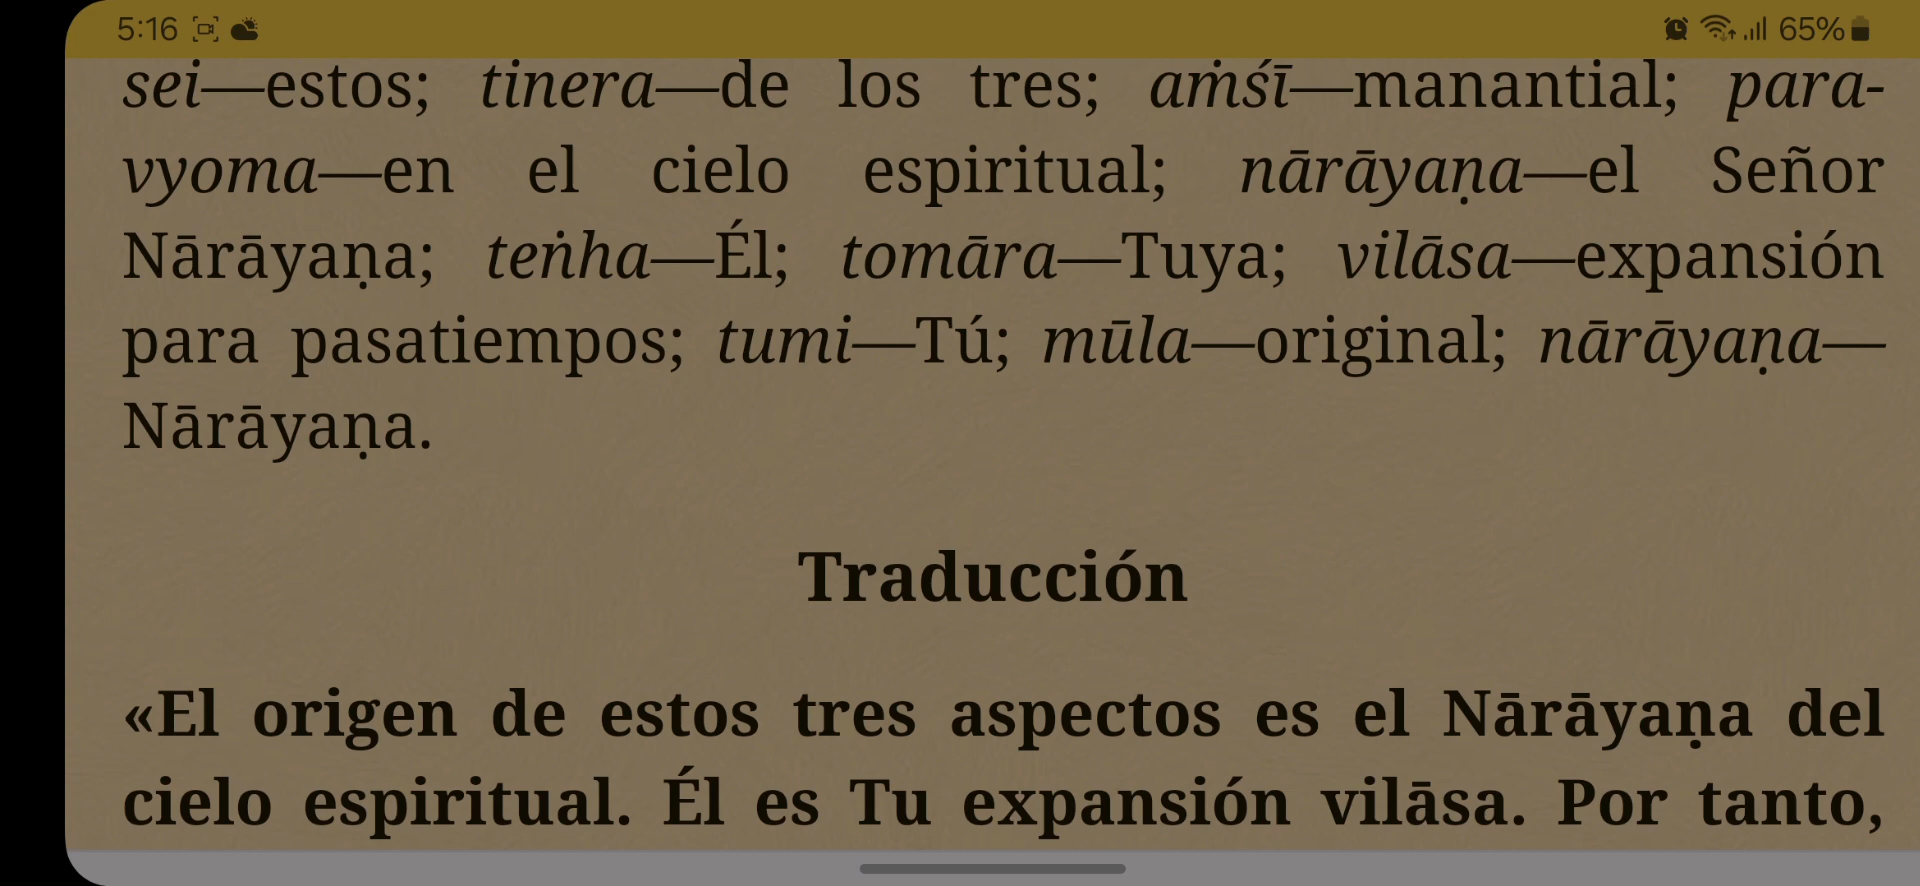 5:16 65%
sei—estos; tinera—de los tres; aṁśī—manantial; para-
vyoma—en el cielo espiritual; nārāyaṇa—el Señor
Nārāyaṇa; teṅha—Él; tomāra—Tuya; vilāsa—expansión
para pasatiempos; tumi—Tú; mūla—original; nārāyaṇa—
Nārāyaṇa.
Traducción
«El origen de estos tres aspectos es el Nārāyaṇa del
cielo espiritual. Él es Tu expansión vilāsa. Por tanto,